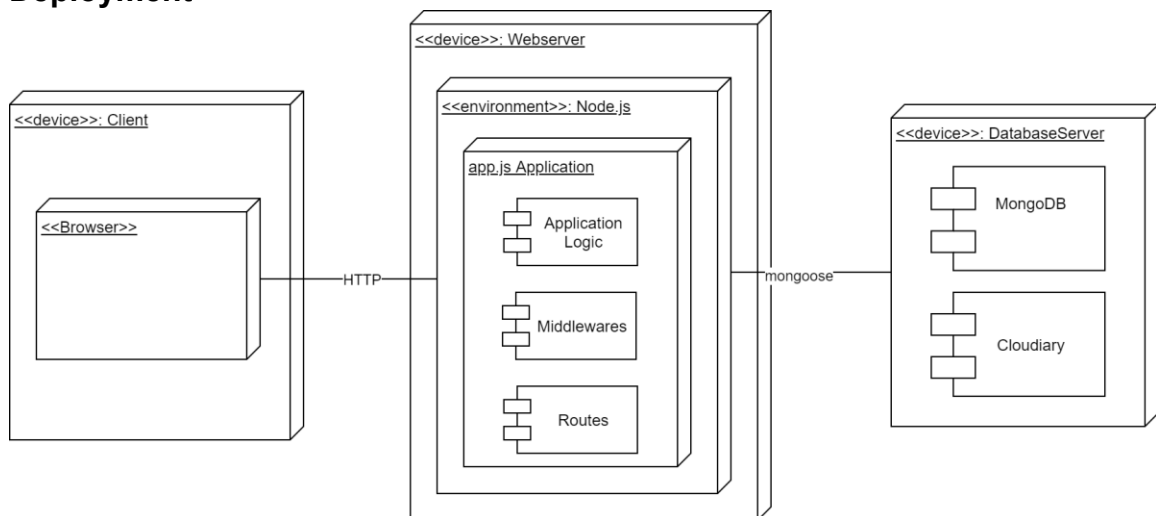 Deployment
<<device>>: Webserver
<<device>>: Client
<<environment>>: Node.js
<<device>>: DatabaseServer
app.js Application
<<Browser>>
Application
Logic
MongoDB
HTTP
mongoose
Middlewares
Cloudiary
Routes